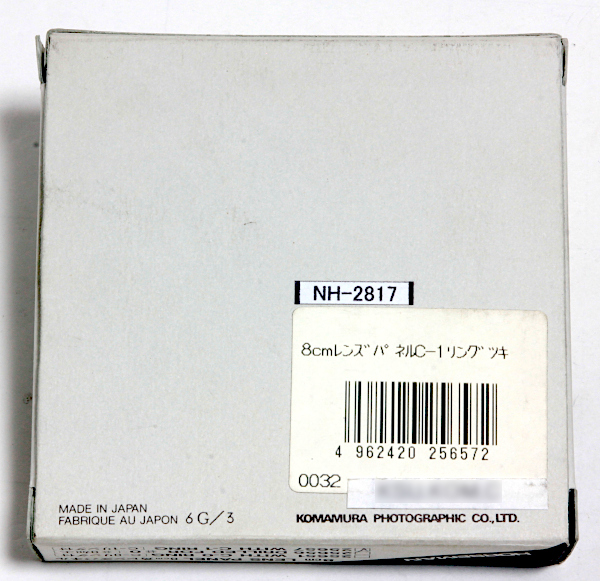 NH-2817
8cmレンズパネルC-1リングツキ
4 962420 256572
0032
MADE IN JAPAN
FABRIQUE AU JAPON 6G/3
KOMAMURA PHOTOGRAPHIC CO.,LTD.